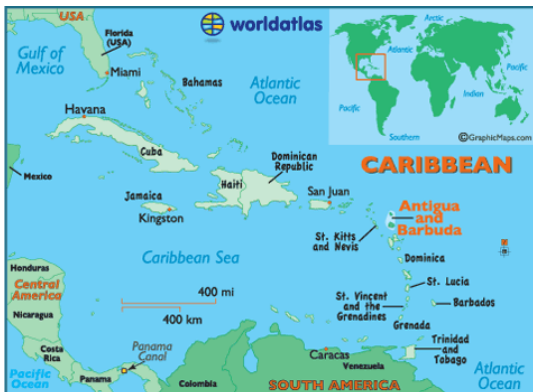 USA
Florida
(USA)
worldatlas
Arctic
Gulf of
Mexico
Miami
Atlantic
Pacific
Pacific
Indian
Southern
Bahamas
Atlantic
Ocean
©GraphicMaps.com
Havana
Cuba
Dominican
Republic
CARIBBEAN
Mexico
Haiti
Jamaica
Kingston
San Juan
Antigua
and
Barbuda
St. Kitts
and Nevis
Caribbean Sea
Dominica
Honduras
Central
America
400 mi
400 km
St. Lucia
St. Vincent
and the
Grenadines
Barbados
Nicaragua
Grenada
Costa
Rica
Panama
Canal
Trinidad
and
Tobago
Caracas
Venezuela
Pacific
Ocean
Panama
Colombia
SOUTH AMERICA
Atlantic
Ocean